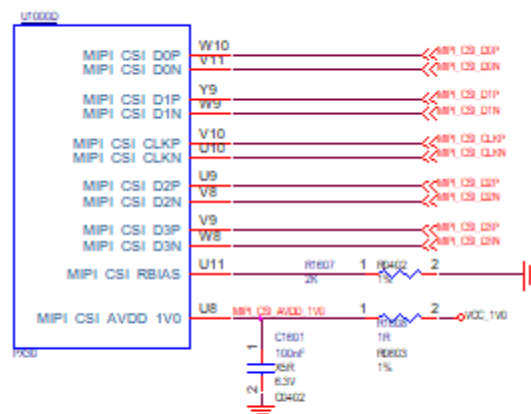 U1000D
MIPI CSI D0P W10 MIPI_CSI_D0P
MIPI CSI D0N V11 MIPI_CSI_D0N
MIPI CSI D1P Y9 MIPI_CSI_D1P
MIPI CSI D1N W9 MIPI_CSI_D1N
MIPI CSI CLKP V10 MIPI_CSI_CLKP
MIPI CSI CLKN U10 MIPI_CSI_CLKN
MIPI CSI D2P U9 MIPI_CSI_D2P
MIPI CSI D2N V8 MIPI_CSI_D2N
MIPI CSI D3P V9 MIPI_CSI_D3P
MIPI CSI D3N W8 MIPI_CSI_D3N
MIPI CSI RBIAS U11 R1607 1 R0402 2
2K 1%
MIPI CSI AVDD 1V0 U8 MIPI_CSI_AVDD_1V0 1 2 VCC_1V0
R1608
1R
R0603
1%
1
C1601
100nF
X5R
6.3V
C0402
2
PX30